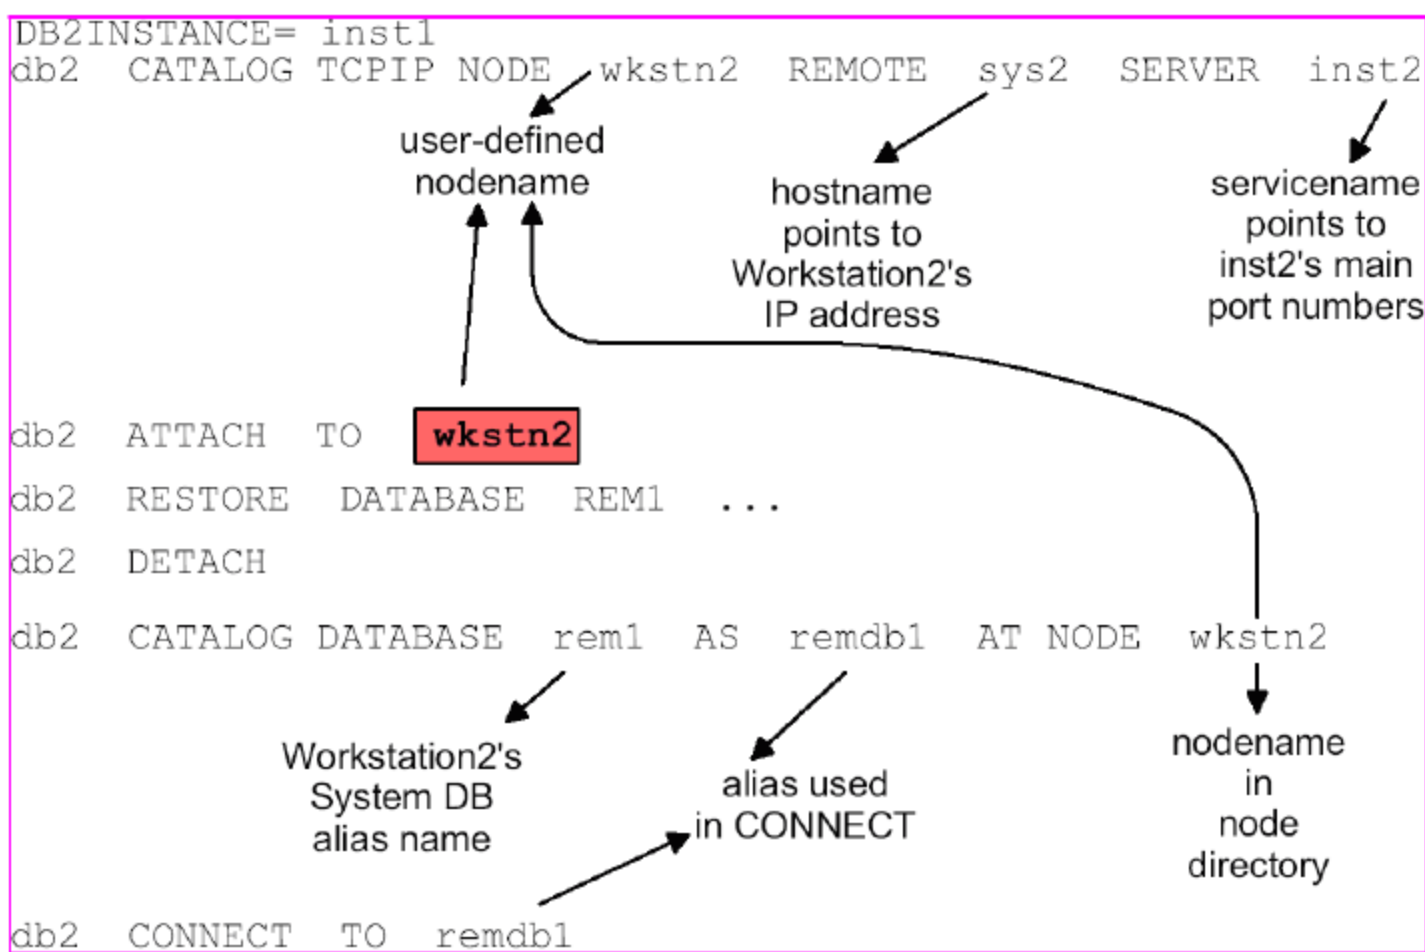 DB2INSTANCE= inst1
db2 CATALOG TCPIP NODE wkstn2 REMOTE sys2 SERVER inst2
user-defined
nodename
hostname
points to
Workstation2's
IP address
servicename
points to
inst2's main
port numbers
db2 ATTACH TO wkstn2
db2 RESTORE DATABASE REM1 ...
db2 DETACH
db2 CATALOG DATABASE rem1 AS remdb1 AT NODE wkstn2
Workstation2's
System DB
alias name
alias used
in CONNECT
nodename
in
node
directory
db2 CONNECT TO remdb1